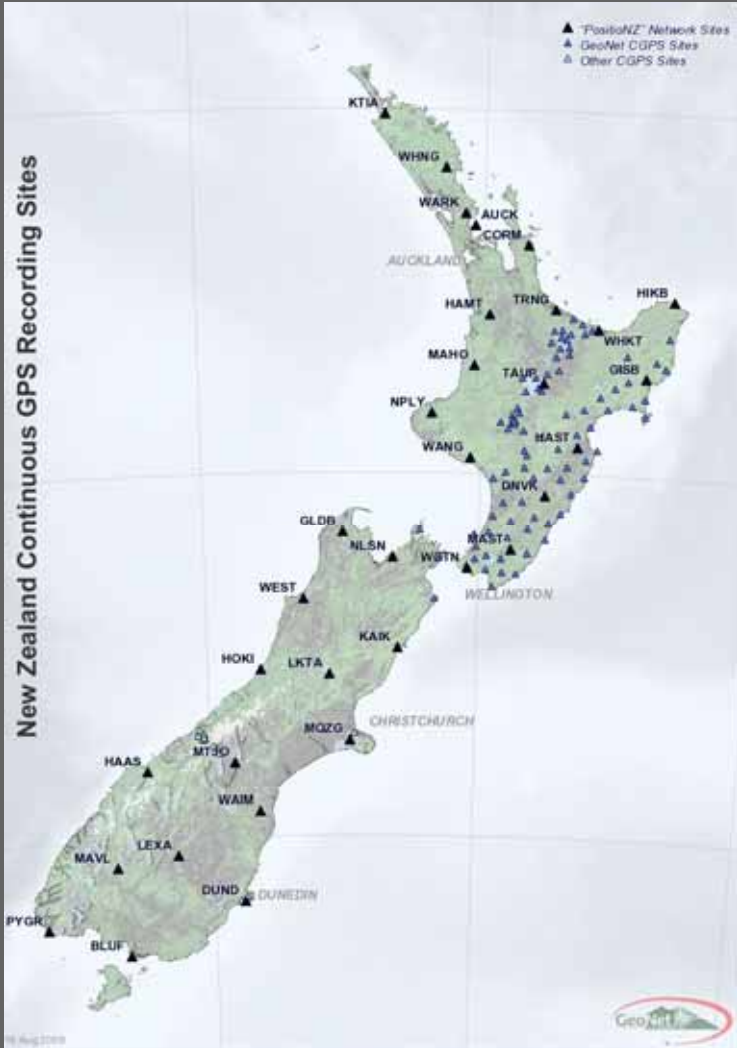 "PositioNZ" Network Sites
GeoNet CGPS Sites
Other CGPS Sites
New Zealand Continuous GPS Recording Sites
KTIA
WHNG
WARK
AUCK
CORM
AUCKLAND
HIKB
TRNG
HAMT
WHKT
MAHO
TAUP
GISB
NPLY
HAST
WANG
DNVK
GLDB
MAST
NLSN
WGTN
WEST
WELLINGTON
KAIK
HOKI
LKTA
CHRISTCHURCH
MQZG
MTJO
HAAS
WAIM
LEXA
MAVL
DUND
DUNEDIN
PYGR
BLUF
GeoNet